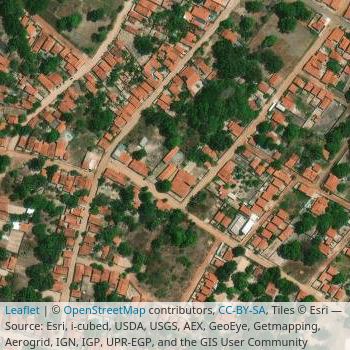 Leaflet | © OpenStreetMap contributors, CC-BY-SA, Tiles © Esri —
Source: Esri, i-cubed, USDA, USGS, AEX, GeoEye, Getmapping,
Aerogrid, IGN, IGP, UPR-EGP, and the GIS User Community